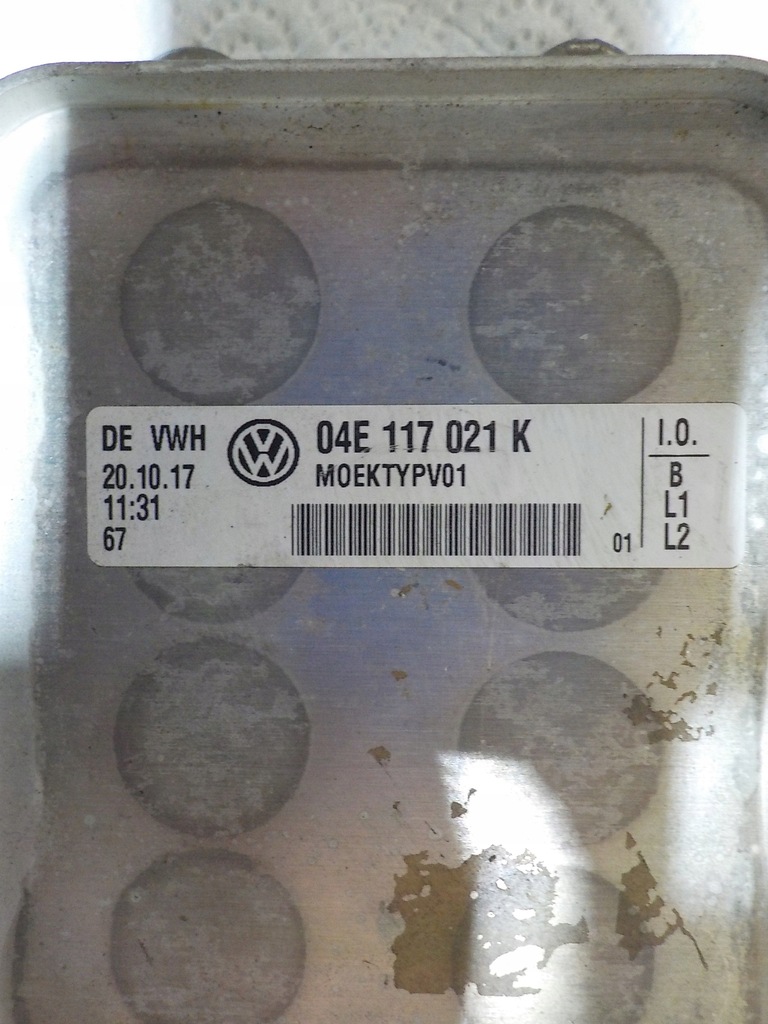 DE VWH
20.10.17
11:31
67
04E 117 021 K
MOEKTYPV01
01
I.O.
B
L1
L2